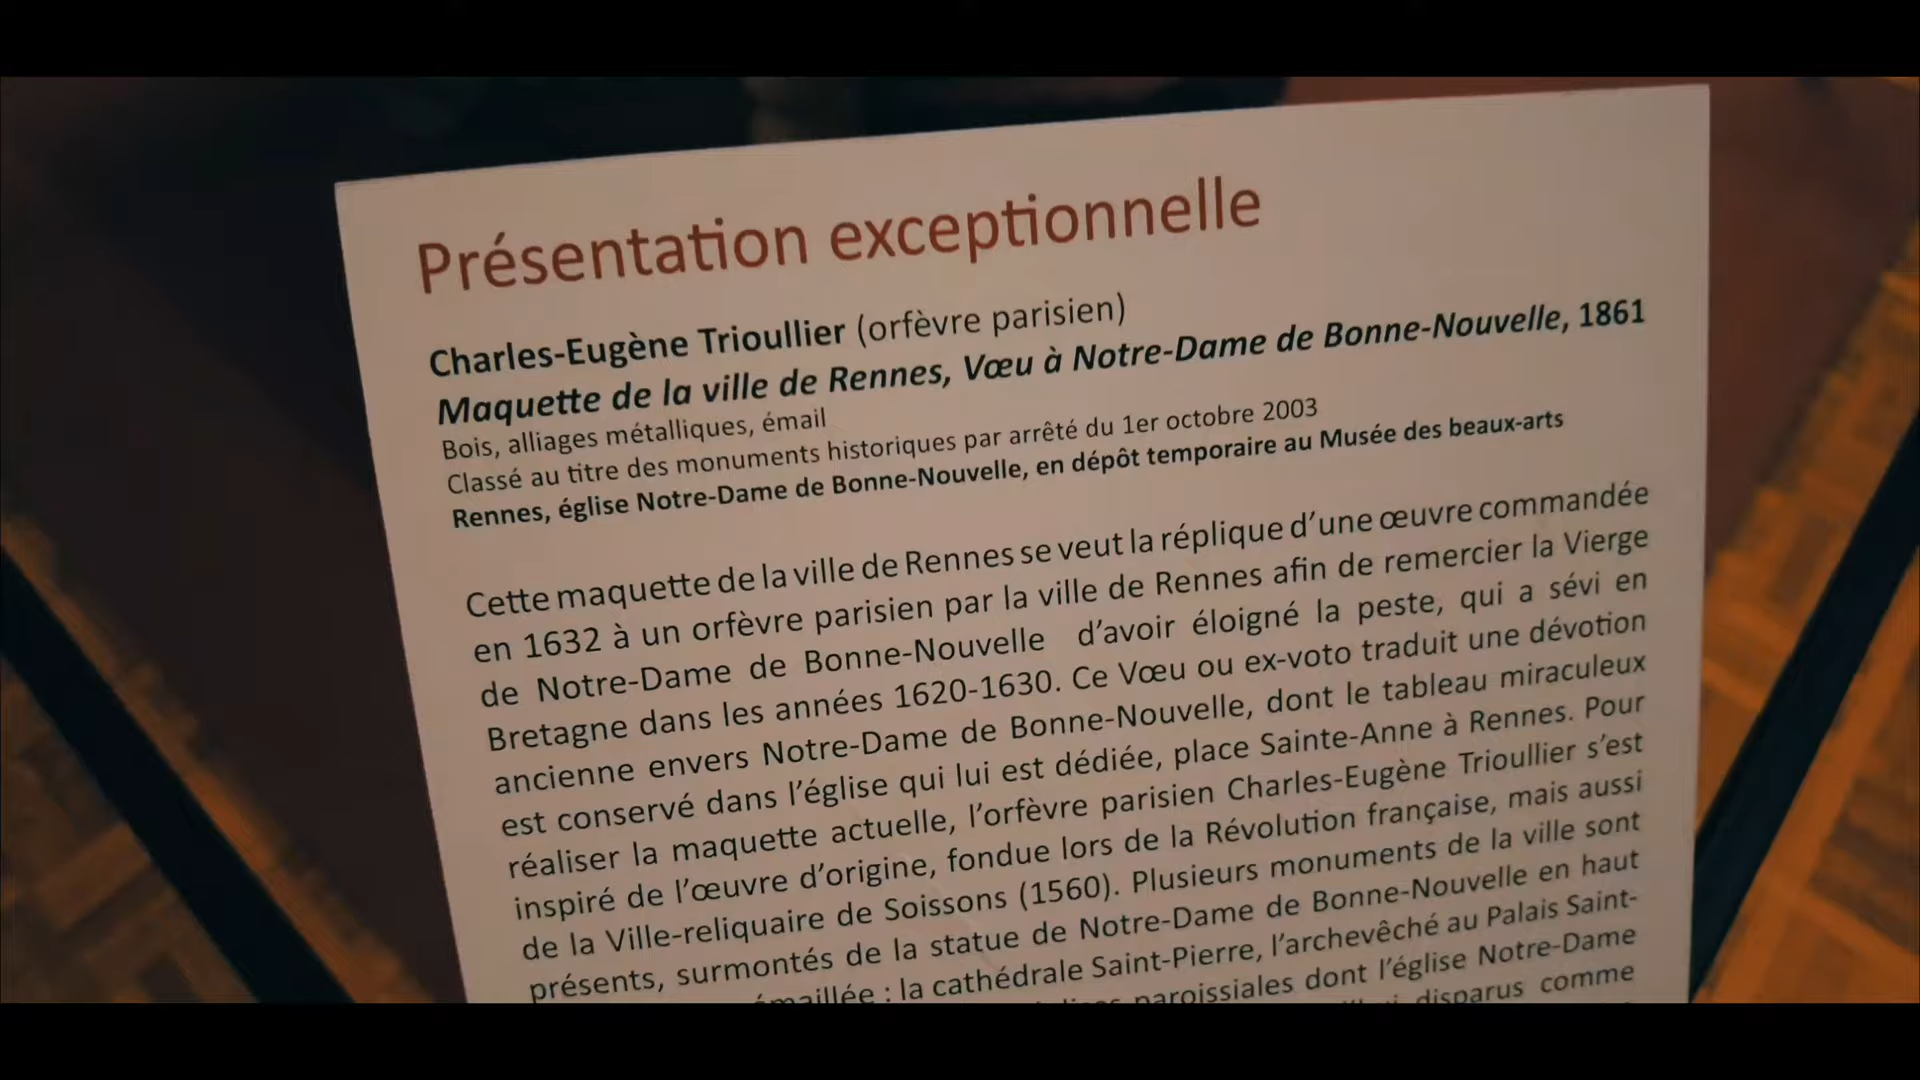 Présentation exceptionnelle
Charles-Eugène Trioullier (orfèvre parisien)
Maquette de la ville de Rennes, Vœu à Notre-Dame de Bonne-Nouvelle, 1861
Bois, alliages métalliques, émail
Classé au titre des monuments historiques par arrêté du 1er octobre 2003
Rennes, église Notre-Dame de Bonne-Nouvelle, en dépôt temporaire au Musée des beaux-arts
Cette maquette de la ville de Rennes se veut la réplique d’une œuvre commandée
en 1632 à un orfèvre parisien par la ville de Rennes afin de remercier la Vierge
de Notre-Dame de Bonne-Nouvelle d’avoir éloigné la peste, qui a sévi en
Bretagne dans les années 1620-1630. Ce Vœu ou ex-voto traduit une dévotion
ancienne envers Notre-Dame de Bonne-Nouvelle, dont le tableau miraculeux
est conservé dans l’église qui lui est dédiée, place Sainte-Anne à Rennes. Pour
réaliser la maquette actuelle, l’orfèvre parisien Charles-Eugène Trioullier s’est
inspiré de l’œuvre d’origine, fondue lors de la Révolution française, mais aussi
de la Ville-reliquaire de Soissons (1560). Plusieurs monuments de la ville sont
présents, surmontés de la statue de Notre-Dame de Bonne-Nouvelle en haut
émaillée : la cathédrale Saint-Pierre, l’archevêché au Palais Saint-
paroissiales dont l’église Notre-Dame
disparus comme